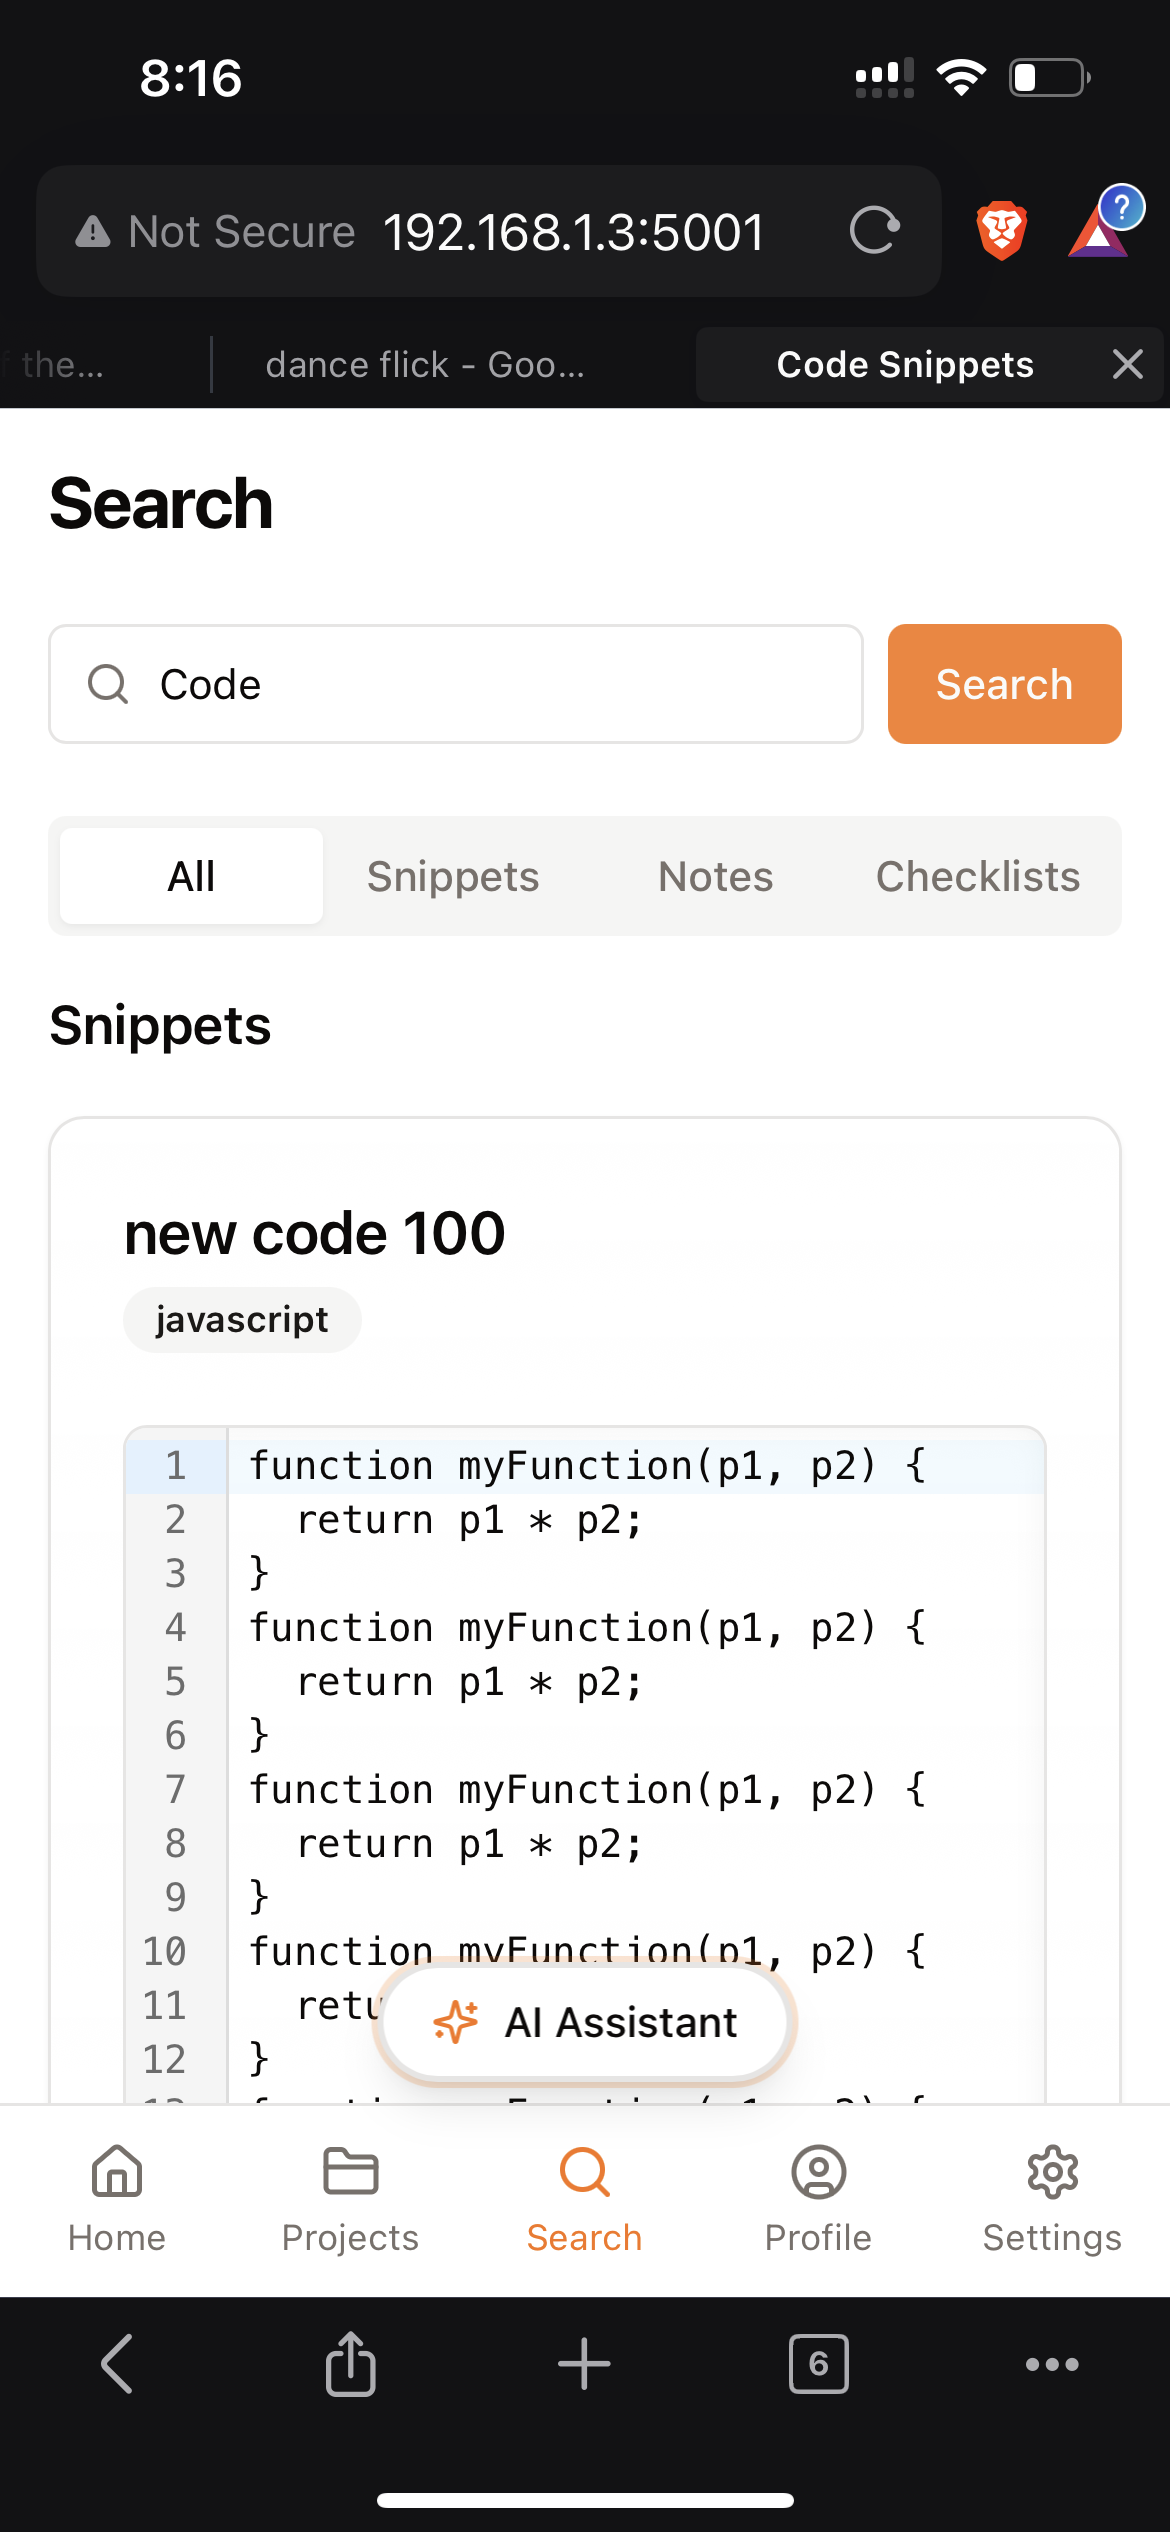 8:16
Not Secure 192.168.1.3:5001
?
the...
dance flick - Goo...
Code Snippets
Search
Code
Search
All
Snippets
Notes
Checklists
Snippets
new code 100
javascript
1 function myFunction(p1, p2) {
2 return p1 * p2;
3 }
4 function myFunction(p1, p2) {
5 return p1 * p2;
6 }
7 function myFunction(p1, p2) {
8 return p1 * p2;
9 }
10 function myFunction(p1, p2) {
11 retu
12 }
AI Assistant
Home
Projects
Search
Profile
Settings
6